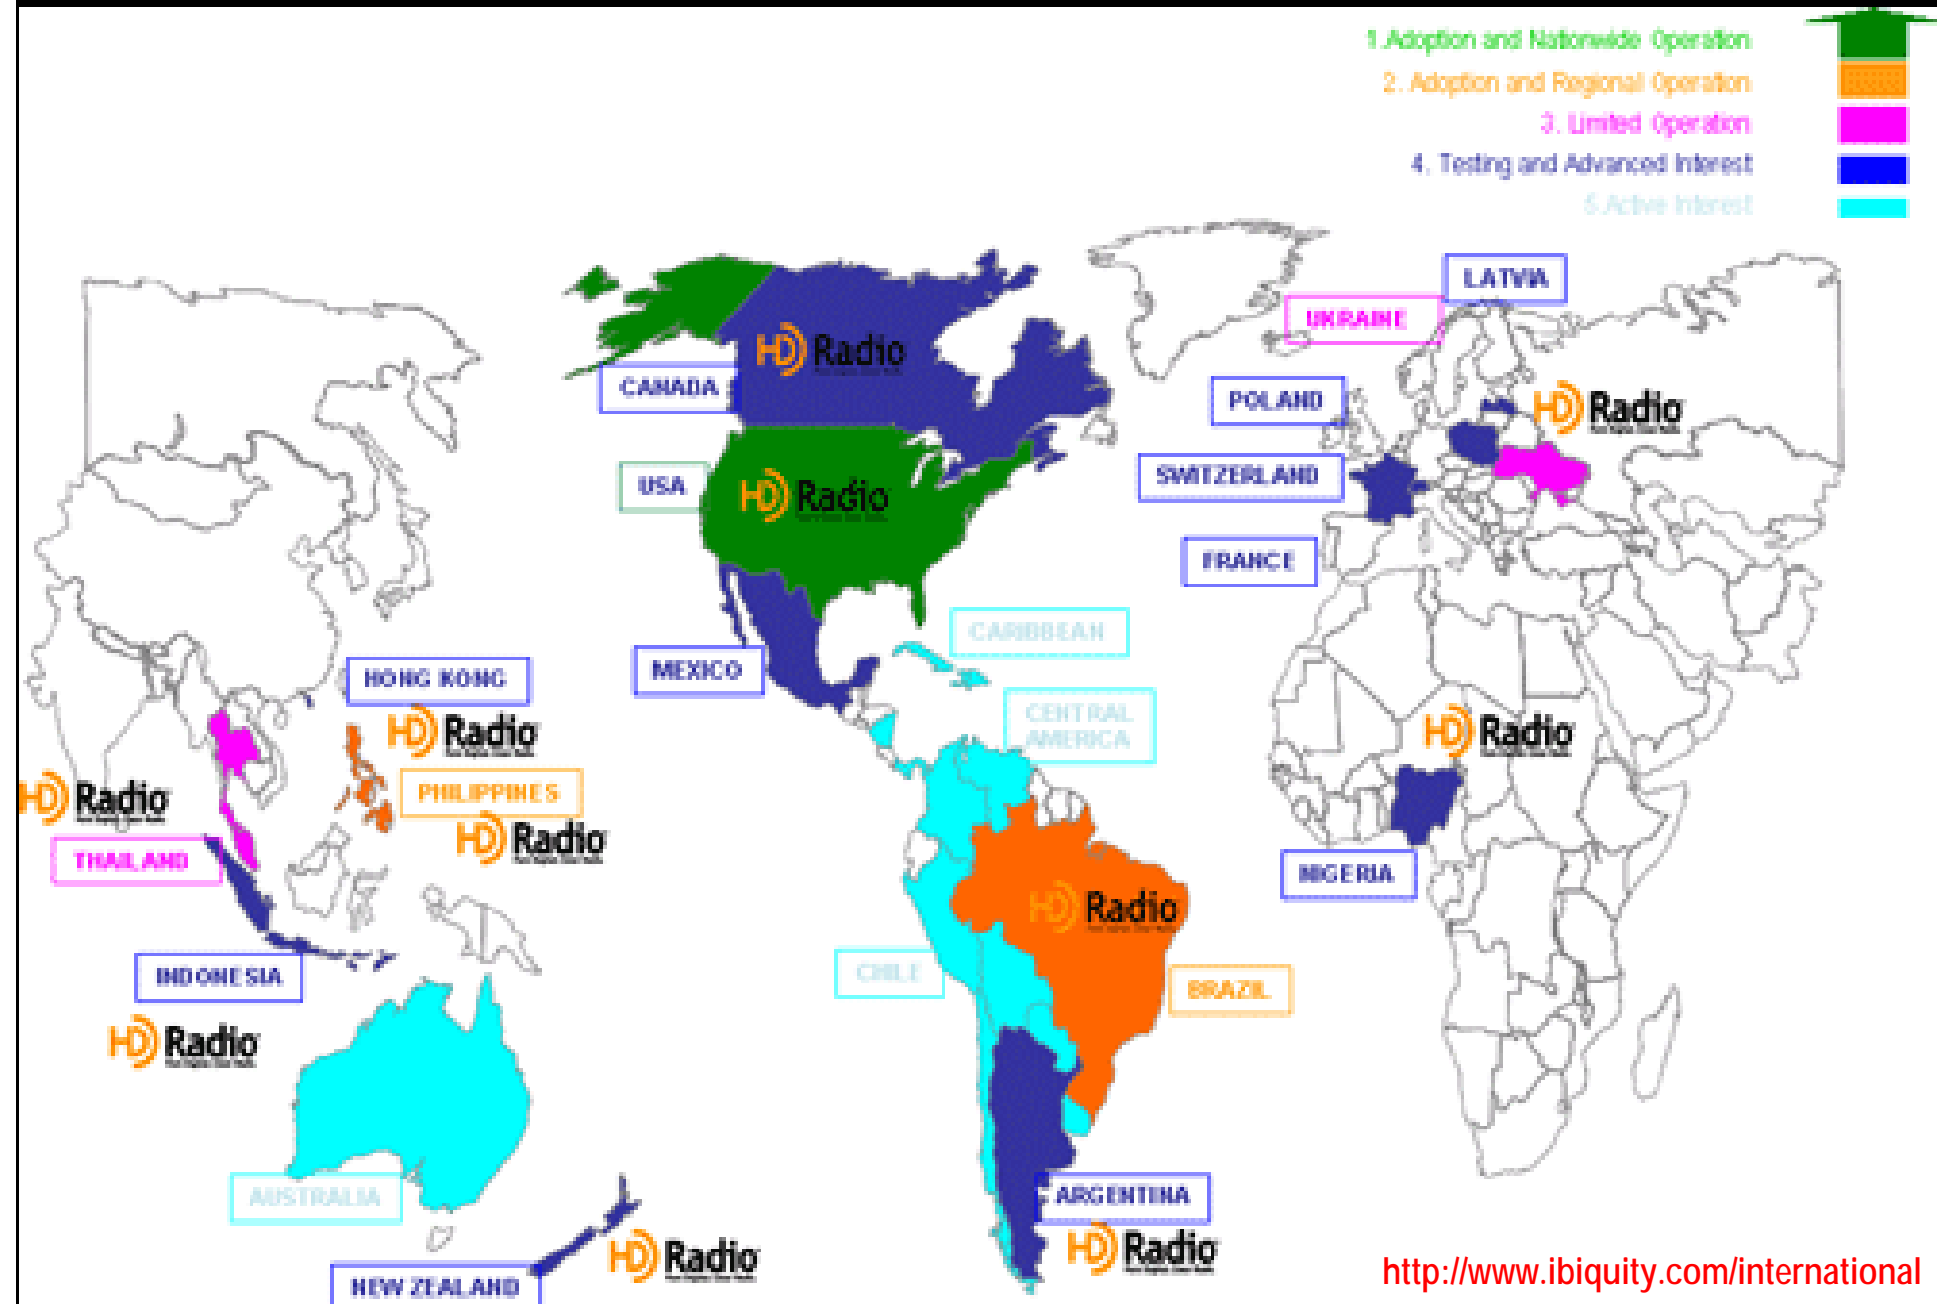 1.Adoption and Nationwide Operation
2. Adoption and Regional Operation
3. Limited Operation
4. Testing and Advanced Interest
5.Active Interest
LATVIA
UKRAINE
HD Radio
CANADA
POLAND
HD Radio
SWITZERLAND
USA
HD Radio
FRANCE
CARIBBEAN
MEXICO
HONG KONG
CENTRAL
AMERICA
HD Radio
HD Radio
PHILIPPINES
HD Radio
HD Radio
THAILAND
NIGERIA
HD Radio
CHILE
INDONESIA
BRAZIL
HD Radio
AUSTRALIA
ARGENTINA
HD Radio
HD Radio
NEW ZEALAND
http://www.ibiquity.com/international